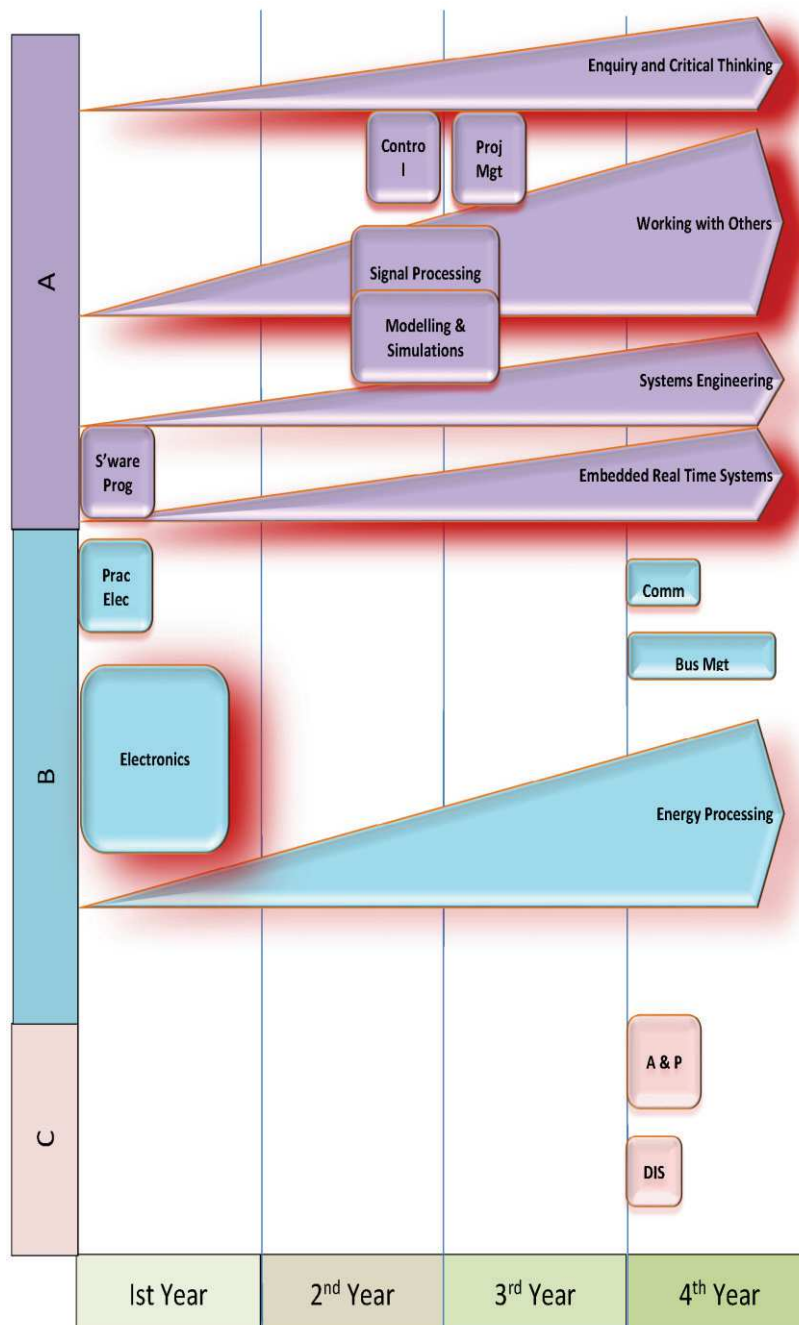 A
Enquiry and Critical Thinking
Contro
l
Proj
Mgt
Working with Others
Signal Processing
Modelling &
Simulations
Systems Engineering
S'ware
Prog
Embedded Real Time Systems
B
Prac
Elec
Comm
Bus Mgt
Electronics
Energy Processing
C
A & P
DIS
Ist Year
2nd Year
3rd Year
4th Year